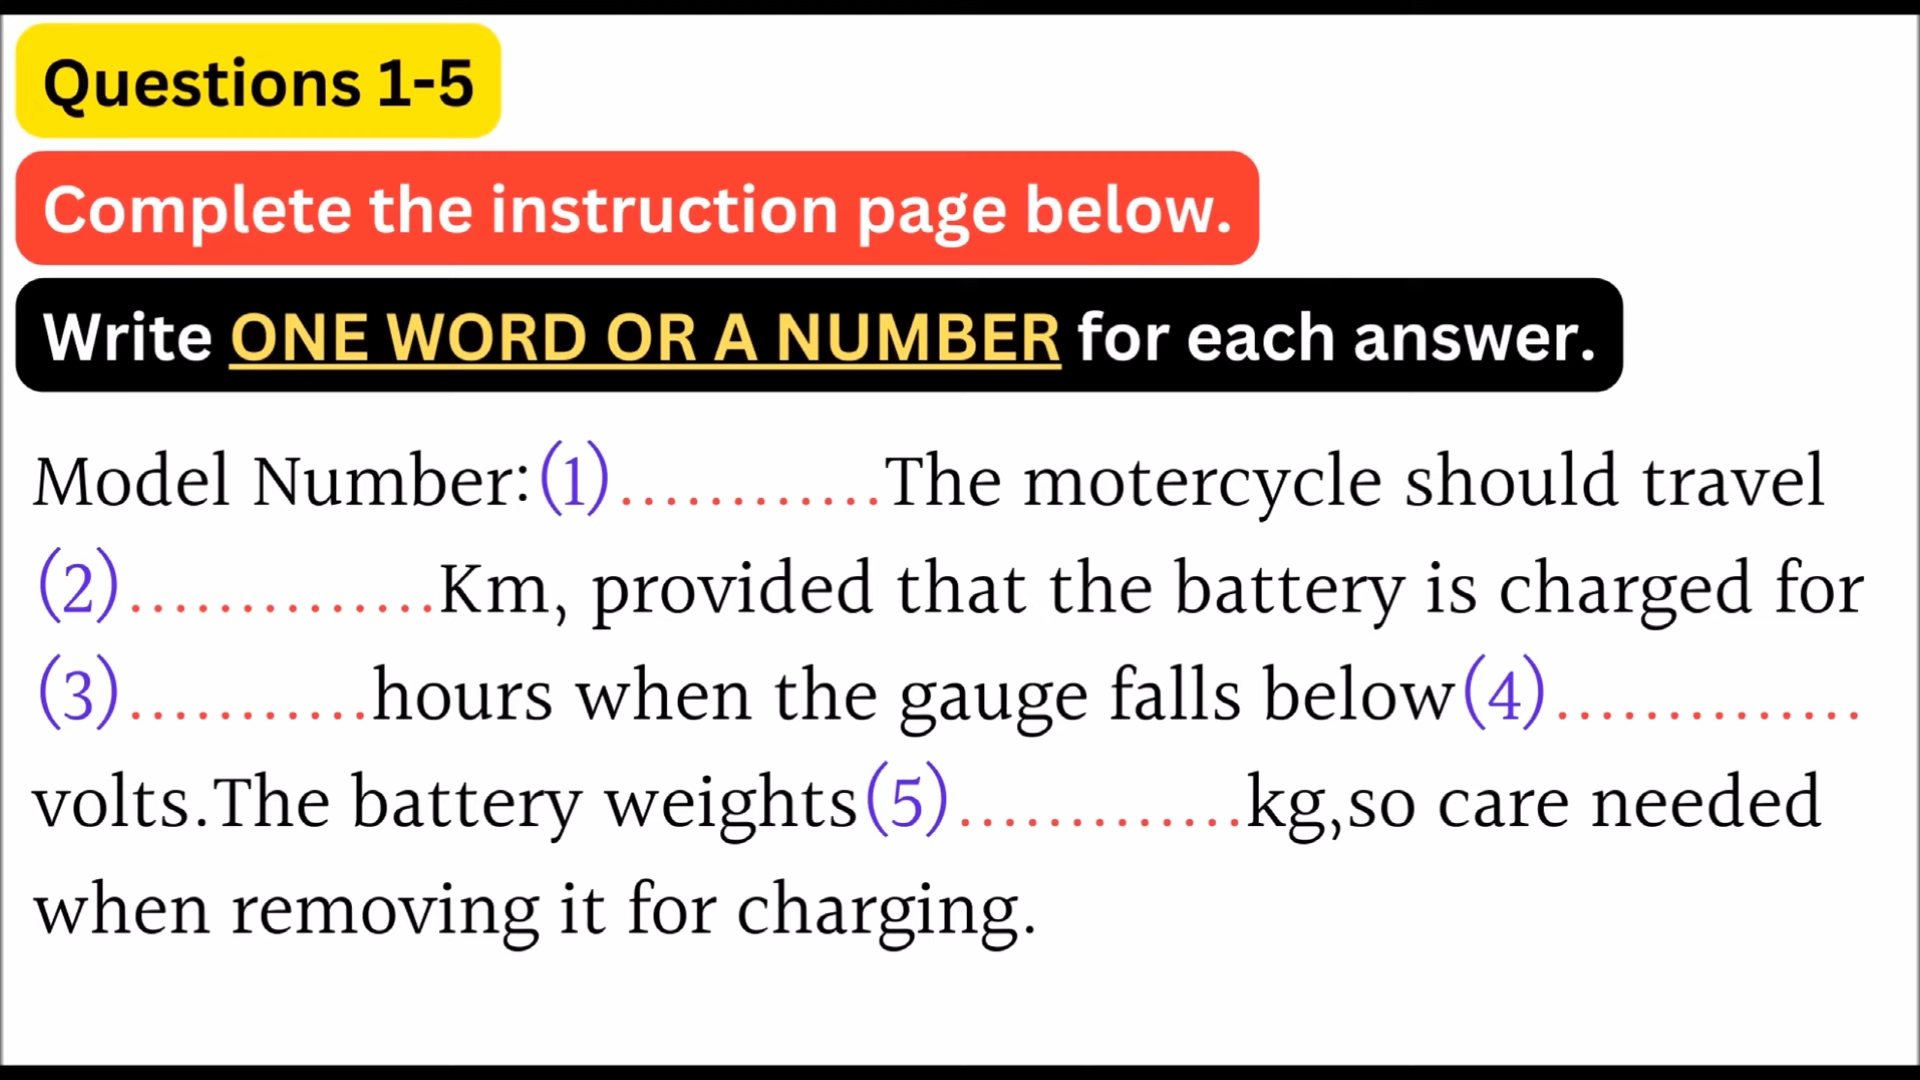 Questions 1-5
Complete the instruction page below.
Write ONE WORD OR A NUMBER for each answer.
Model Number:(1)............The motercycle should travel
(2)..............Km, provided that the battery is charged for
(3)...........hours when the gauge falls below(4)..............
volts.The battery weights(5).............kg,so care needed
when removing it for charging.